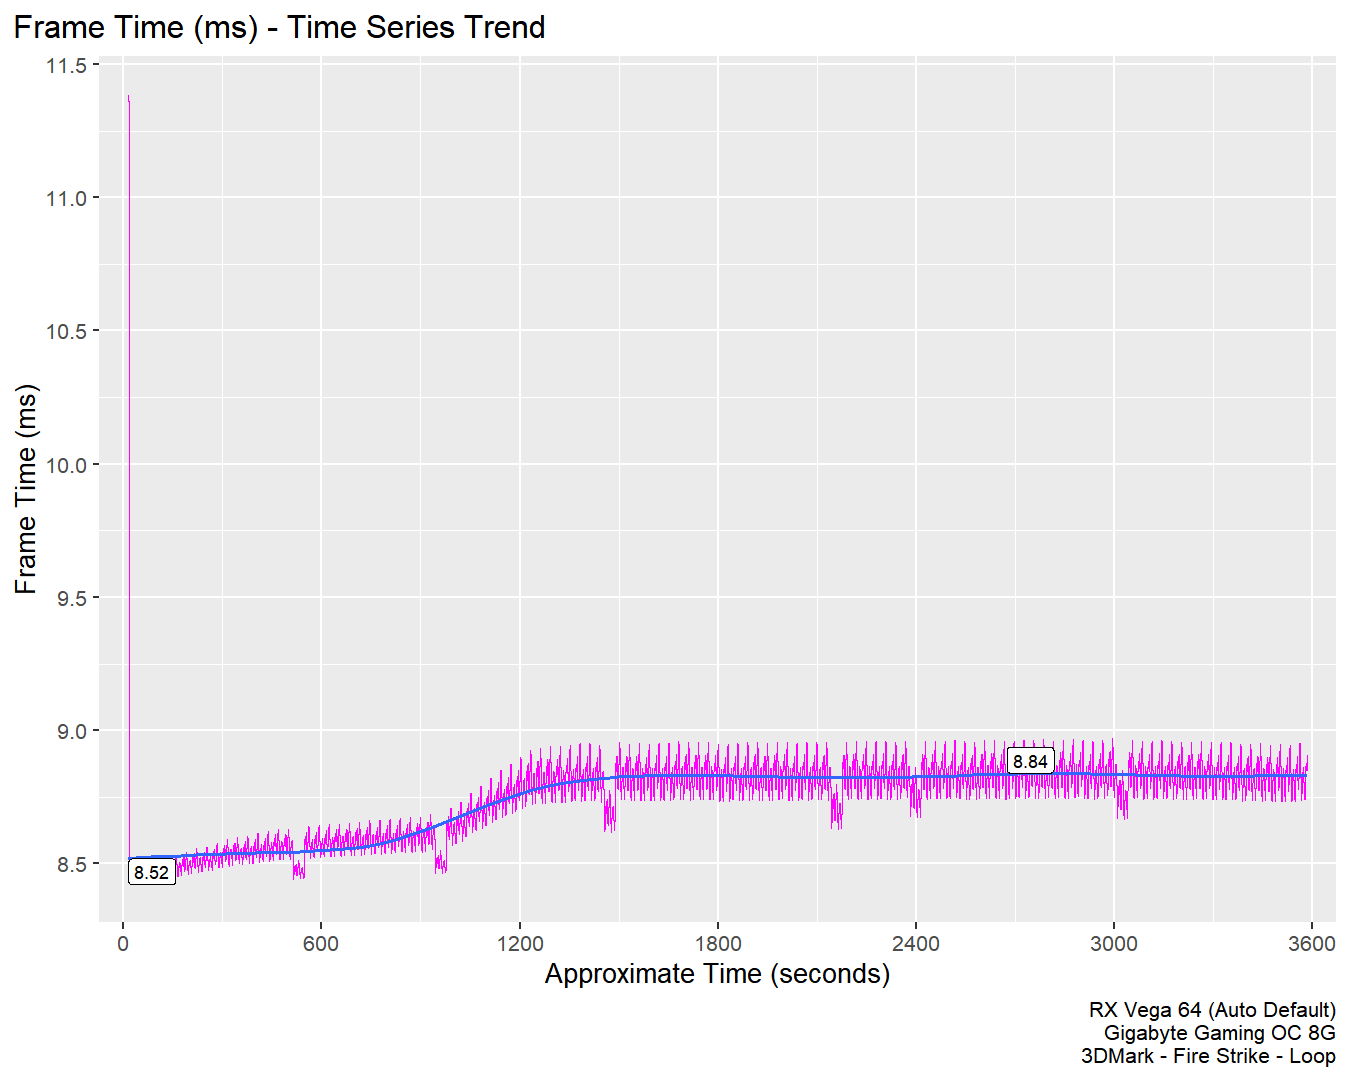 Frame Time (ms) - Time Series Trend
11.5
11.0
10.5
10.0
9.5
9.0
8.5
Frame Time (ms)
8.84
8.52
0 600 1200 1800 2400 3000 3600
Approximate Time (seconds)
RX Vega 64 (Auto Default)
Gigabyte Gaming OC 8G
3DMark - Fire Strike - Loop